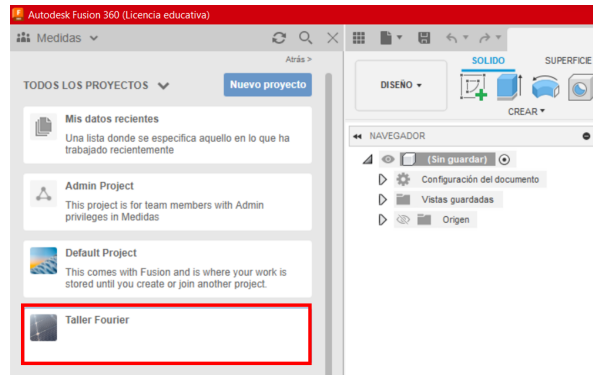 Autodesk Fusion 360 (Licencia educativa)
Medidas
Atrás >
TODOS LOS PROYECTOS
Nuevo proyecto
Mis datos recientes
Una lista donde se especifica aquello en lo que ha
trabajado recientemente
Admin Project
This project is for team members with Admin
privileges in Medidas
Default Project
This comes with Fusion and is where your work is
stored until you create or join another project.
Taller Fourier
SOLIDO
SUPERFICIE
DISEÑO
CREAR
NAVEGADOR
(Sin guardar)
Configuración del documento
Vistas guardadas
Origen